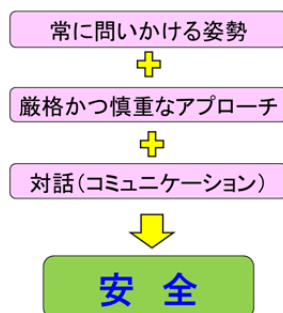 常に問いかける姿勢
+
厳格かつ慎重なアプローチ
+
対話(コミュニケーション)
安 全